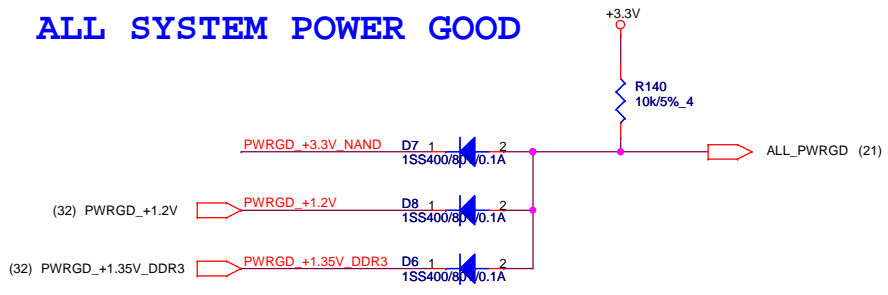 ALL SYSTEM POWER GOOD
+3.3V
R140
10k/5%_4
PWRGD_+3.3V_NAND D7 1 2
1SS400/80V/0.1A
ALL_PWRGD (21)
(32) PWRGD_+1.2V PWRGD_+1.2V D8 1 2
1SS400/80V/0.1A
(32) PWRGD_+1.35V_DDR3 PWRGD_+1.35V_DDR3 D6 1 2
1SS400/80V/0.1A